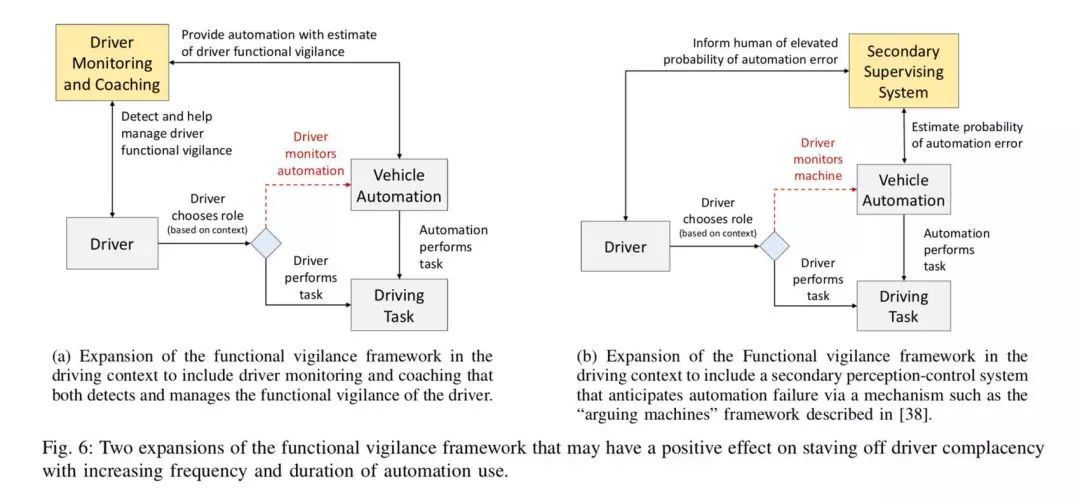 Driver
Monitoring
and Coaching
Provide automation with estimate
of driver functional vigilance
Detect and help
manage driver
functional vigilance
Driver
monitors
automation
Vehicle
Automation
Driver
chooses role
(based on context)
Driver
Automation
performs
task
Driver
performs
task
Driving
Task
(a) Expansion of the functional vigilance framework in the
driving context to include driver monitoring and coaching that
both detects and manages the functional vigilance of the driver.
Inform human of elevated
probability of automation error
Secondary
Supervising
System
Estimate probability
of automation error
Driver
monitors
machine
Vehicle
Automation
Driver
chooses role
(based on context)
Driver
Automation
performs
task
Driver
performs
task
Driving
Task
(b) Expansion of the Functional vigilance framework in the
driving context to include a secondary perception-control system
that anticipates automation failure via a mechanism such as the
“arguing machines” framework described in [38].
Fig. 6: Two expansions of the functional vigilance framework that may have a positive effect on staving off driver complacency
with increasing frequency and duration of automation use.